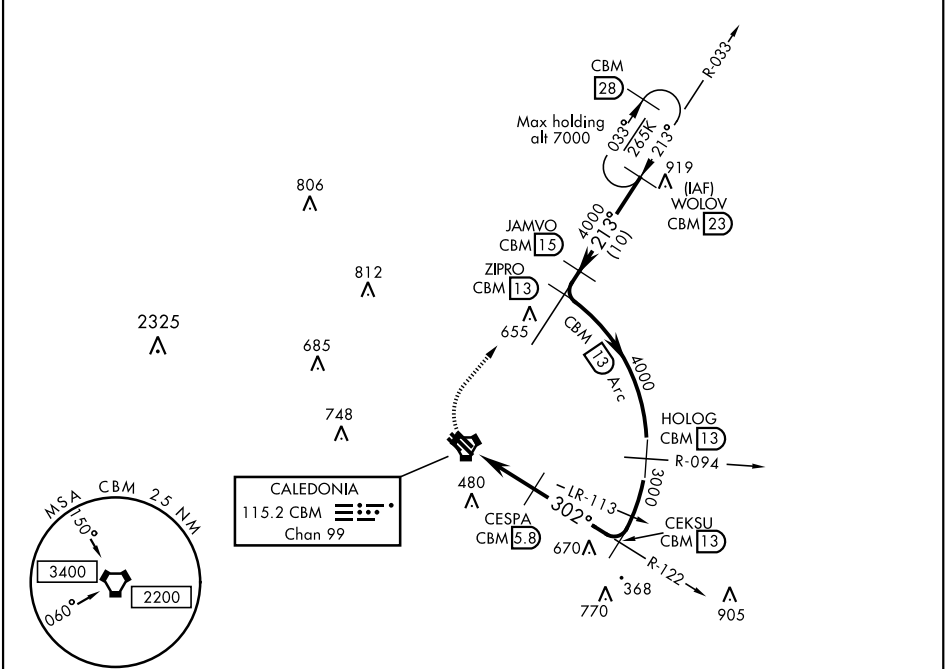 R-033
CBM
28
Max holding
alt 7000
033°
265K
213°
919
(IAF)
WOLOV
CBM 23
806
4000
213°
(10)
JAMVO
CBM 15
ZIPRO
CBM 13
812
655
2325
CBM 13 Arc
4000
685
748
HOLOG
CBM 13
R-094
3000
CALEDONIA
115.2 CBM
Chan 99
480
LR-113
302°
CESPA
CBM 5.8
CEKSU
CBM 13
670
R-122
368
770
905
MSA CBM 25 NM
150°
3400
060°
2200